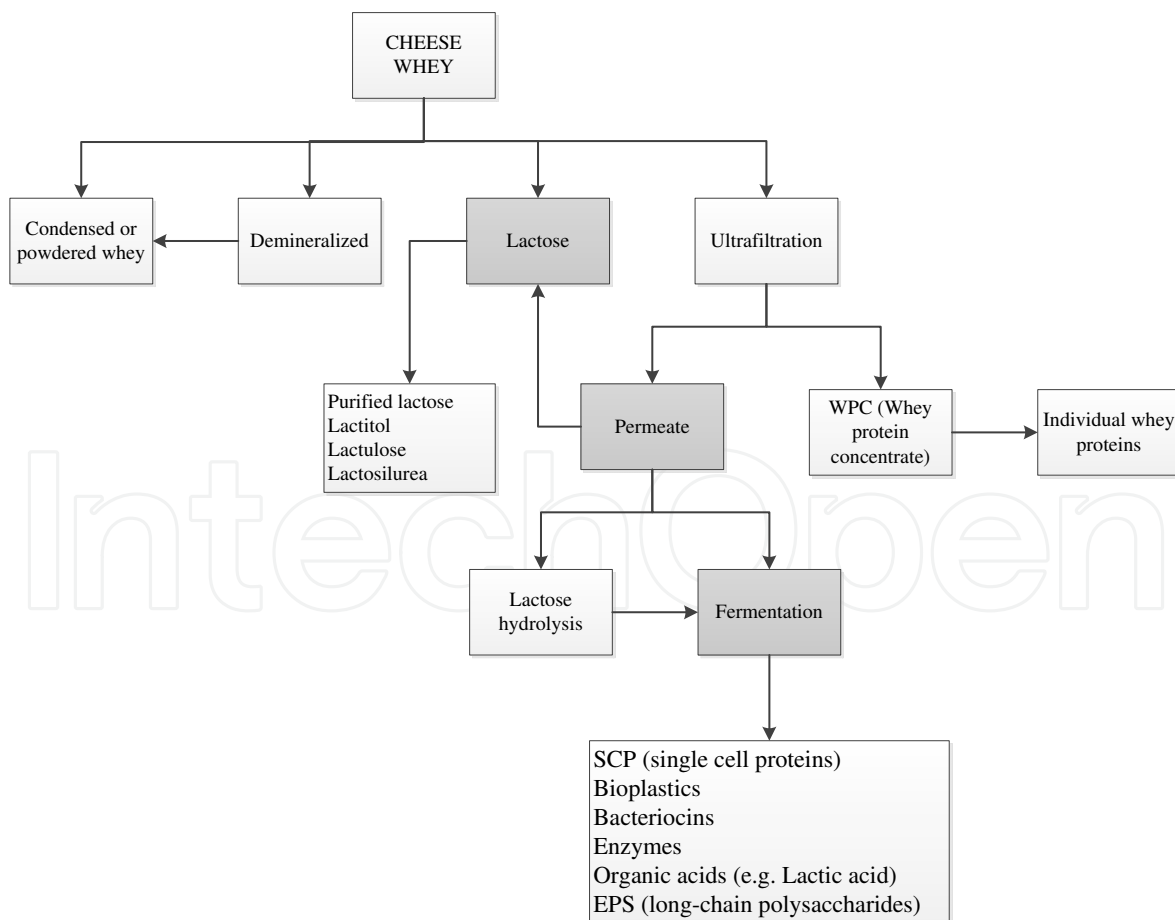 CHEESE
WHEY
Condensed or
powdered whey
Demineralized
Lactose
Ultrafiltration
Purified lactose
Lactitol
Lactulose
Lactosilurea
Permeate
WPC (Whey
protein
concentrate)
Individual whey
proteins
IntechOpen
Lactose
hydrolysis
Fermentation
SCP (single cell proteins)
Bioplastics
Bacteriocins
Enzymes
Organic acids (e.g. Lactic acid)
EPS (long-chain polysaccharides)